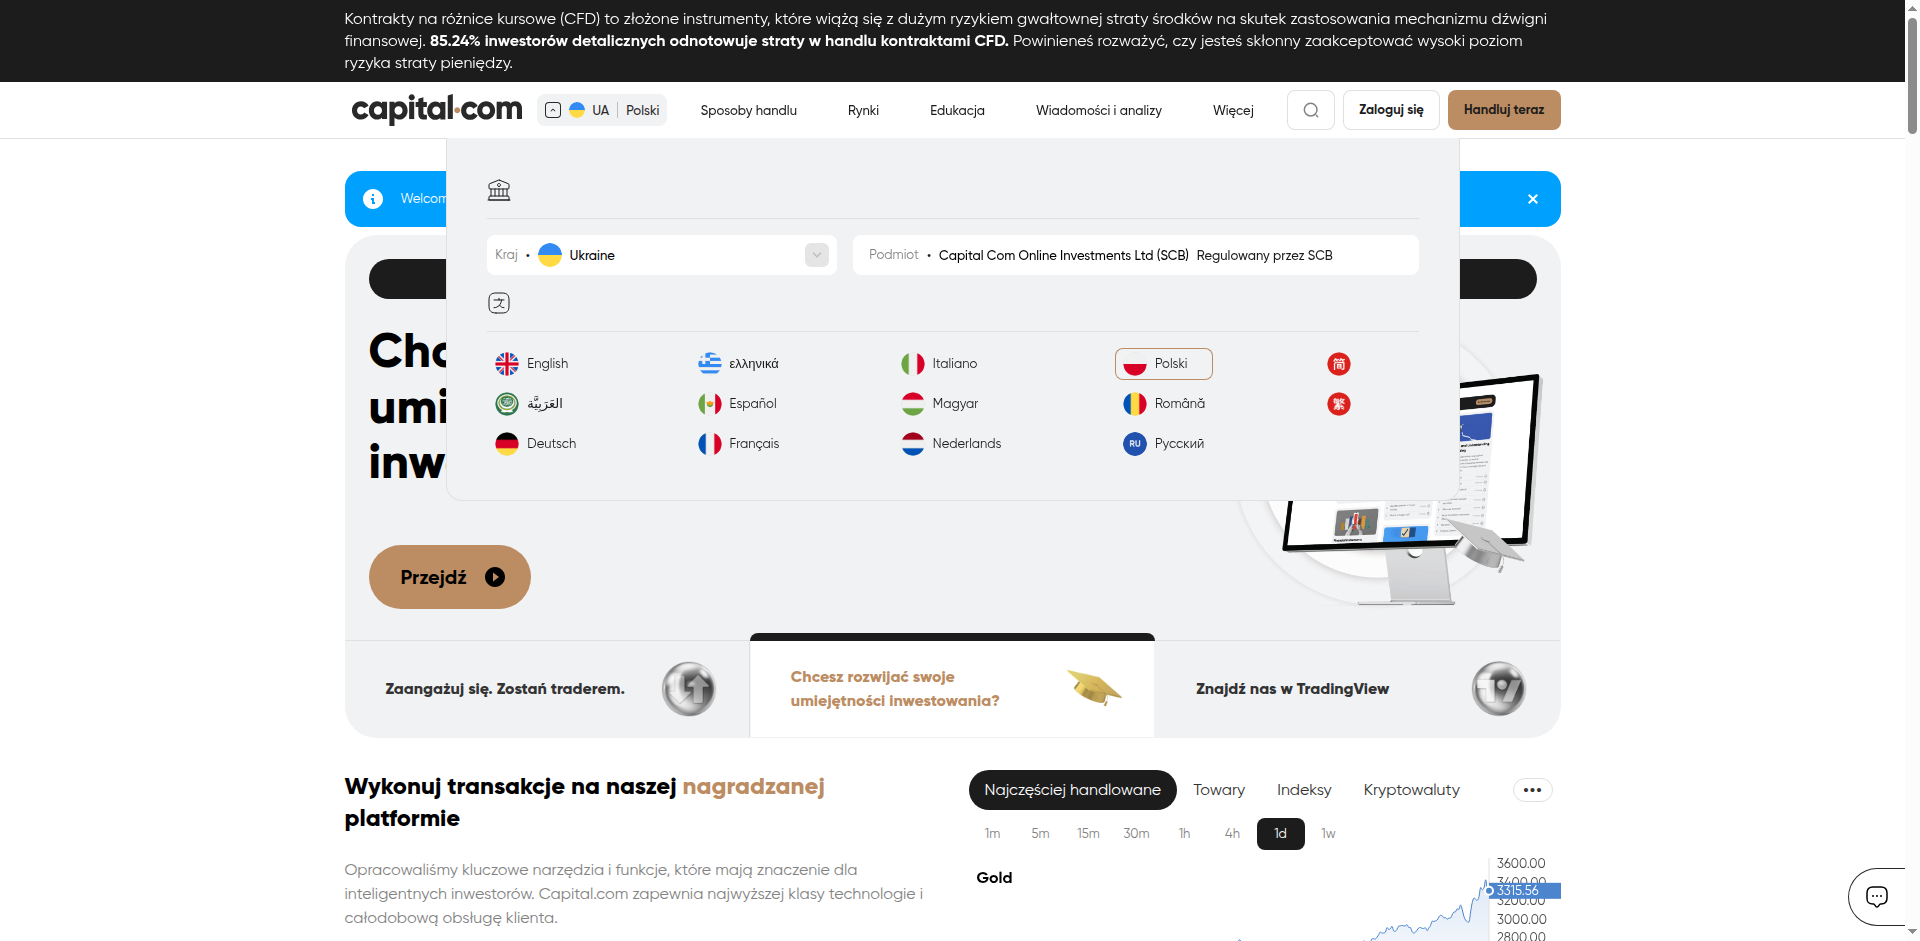 Kontrakty na różnice kursowe (CFD) to złożone instrumenty, które wiążą się z dużym ryzykiem gwałtownej straty środków na skutek zastosowania mechanizmu dźwigni
finansowej. 85.24% inwestorów detalicznych odnotowuje straty w handlu kontraktami CFD. Powinieneś rozważyć, czy jesteś skłonny zaakceptować wysoki poziom
ryzyka straty pieniędzy.
capital.com
UA | Polski
Sposoby handlu
Rynki
Edukacja
Wiadomości i analizy
Więcej
Zaloguj się
Handluj teraz
Kraj • Ukraine
Podmiot • Capital Com Online Investments Ltd (SCB) Regulowany przez SCB
English
ελληνικά
Italiano
Polski
简
العَرَبِيَّة
Español
Magyar
Română
繁
Deutsch
Français
Nederlands
RU Русский
Przejdź
Zaangażuj się. Zostań traderem.
Chcesz rozwijać swoje
umiejętności inwestowania?
Znajdź nas w TradingView
Wykonuj transakcje na naszej nagradzanej
platformie
Opracowaliśmy kluczowe narzędzia i funkcje, które mają znaczenie dla
inteligentnych inwestorów. Capital.com zapewnia najwyższej klasy technologie i
całodobową obsługę klienta.
Najczęściej handlowane
Towary
Indeksy
Kryptowaluty
1m 5m 15m 30m 1h 4h 1d 1w
Gold
3600.00
3400.00
3315.56
3200.00
3000.00
2800.00